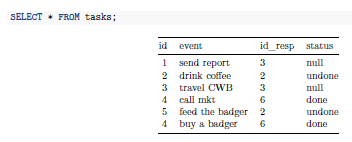 SELECT * FROM tasks;
id event id_resp status
1 send report 3 null
2 drink coffee 2 undone
3 travel CWB 3 null
4 call mkt 6 done
5 feed the badger 2 undone
4 buy a badger 6 done